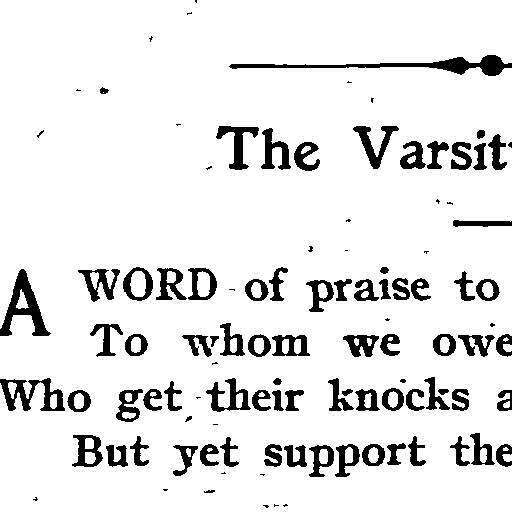 The Varsit
A WORD of praise to
To whom we owe
Who get their knocks a
But yet support the